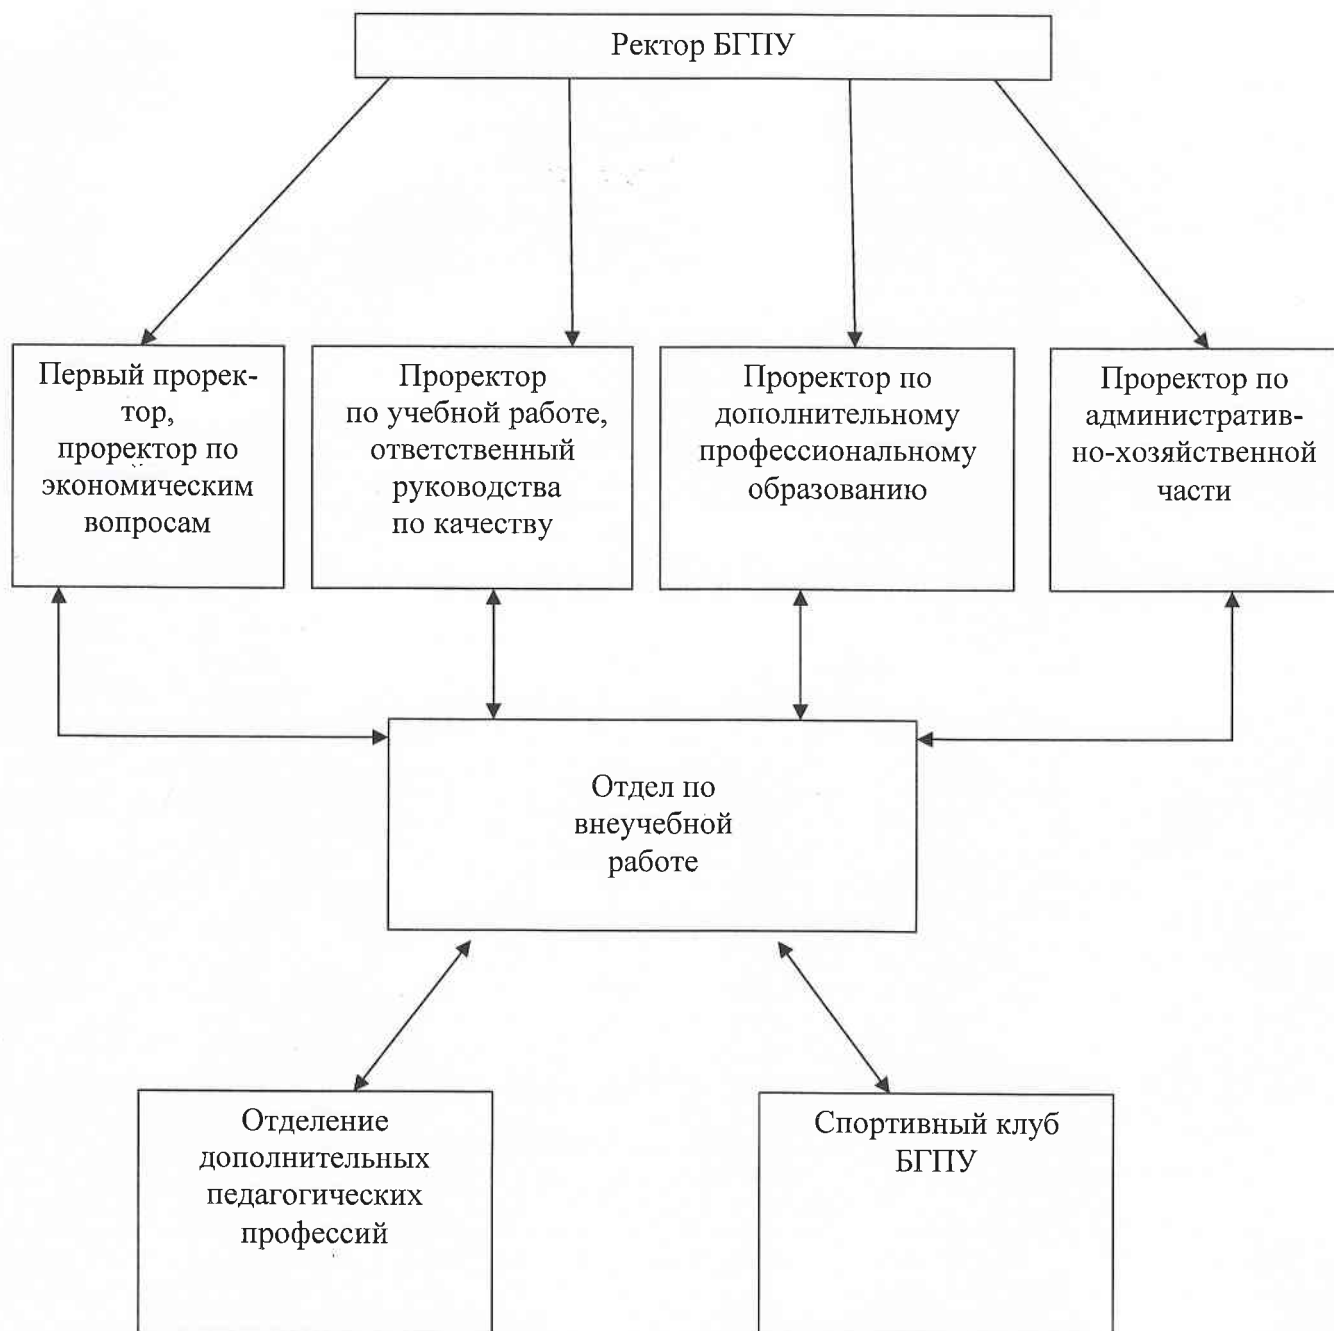 Ректор БГПУ
Первый прорек-
тор,
проректор по
экономическим
вопросам
Проректор
по учебной работе,
ответственный
руководства
по качеству
Проректор по
дополнительному
профессиональному
образованию
Проректор по
административ-
но-хозяйственной
части
Отдел по
внеучебной
работе
Отделение
дополнительных
педагогических
профессий
Спортивный клуб
БГПУ